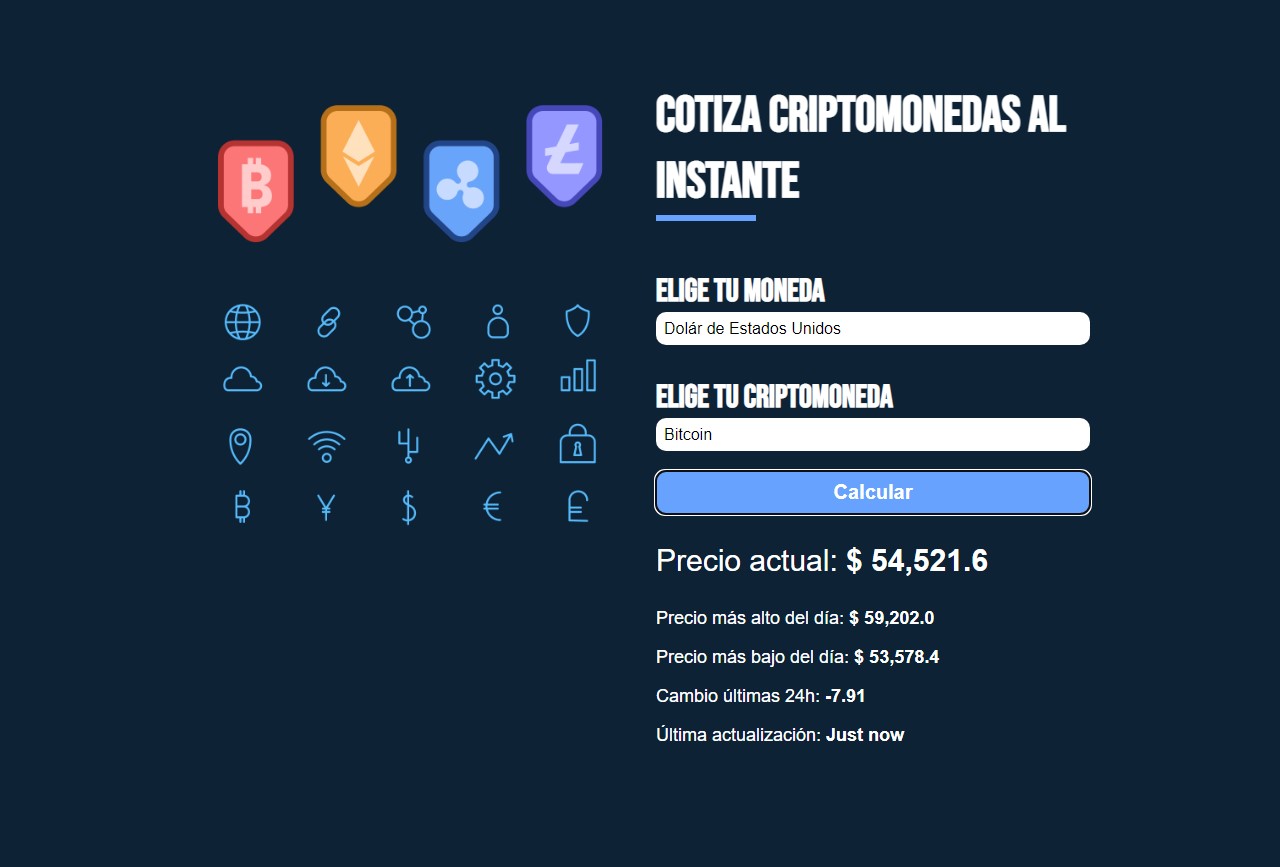 COTIZA CRIPTOMONEDAS AL
INSTANTE
ELIGE TU MONEDA
Dolár de Estados Unidos
ELIGE TU CRIPTOMONEDA
Bitcoin
Calcular
Precio actual: $ 54,521.6
Precio más alto del día: $ 59,202.0
Precio más bajo del día: $ 53,578.4
Cambio últimas 24h: -7.91
Última actualización: Just now